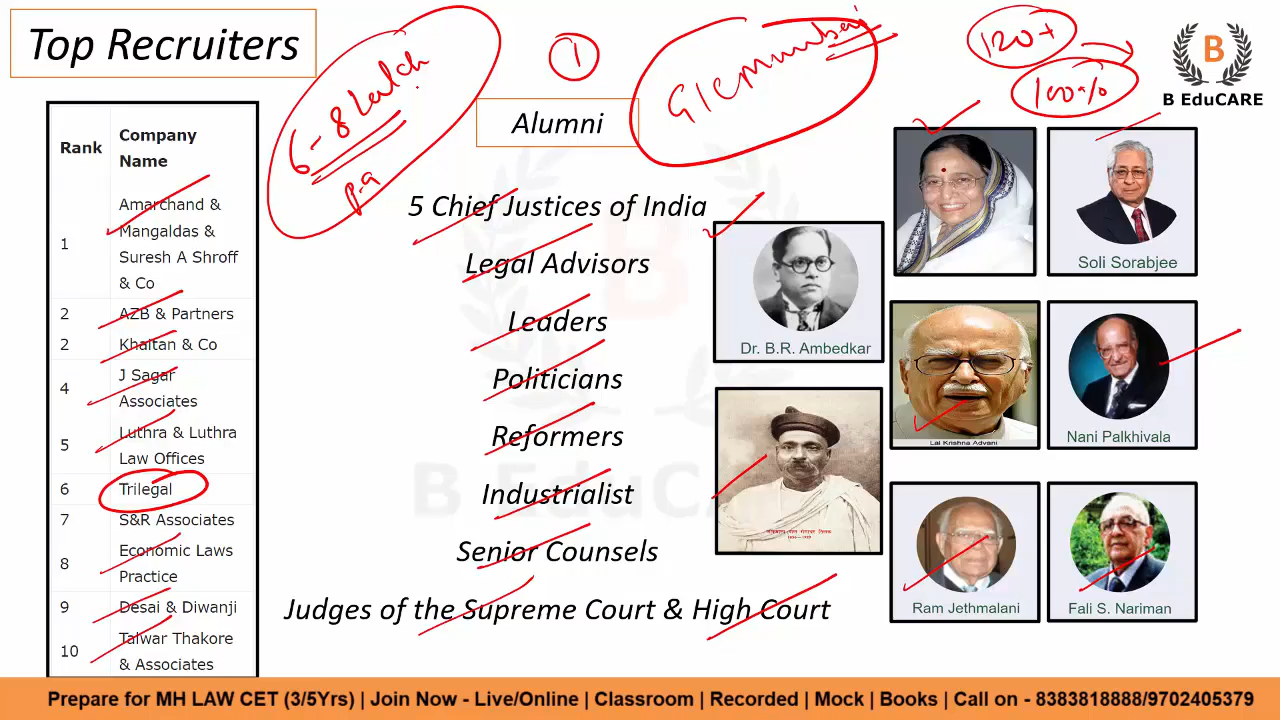 Top Recruiters
6-8 Lakh
p.a
1
GLC Mumbai
120+
100%
B
B EduCARE
Alumni
Rank
Company
Name
1
Amarchand &
Mangaldas &
Suresh A Shroff
& Co
2
AZB & Partners
2
Khaitan & Co
4
J Sagar
Associates
5
Luthra & Luthra
Law Offices
6
Trilegal
7
S&R Associates
8
Economic Laws
Practice
9
Desai & Diwanji
10
Talwar Thakore
& Associates
5 Chief Justices of India
Legal Advisors
Leaders
Politicians
Reformers
Industrialist
Senior Counsels
Judges of the Supreme Court & High Court
B
B EduCARE
Soli Sorabjee
Dr. B.R. Ambedkar
Lal Krishna Advani
Nani Palkhivala
Ram Jethmalani
Fali S. Nariman
Prepare for MH LAW CET (3/5Yrs) | Join Now - Live/Online | Classroom | Recorded | Mock | Books | Call on - 8383818888/9702405379